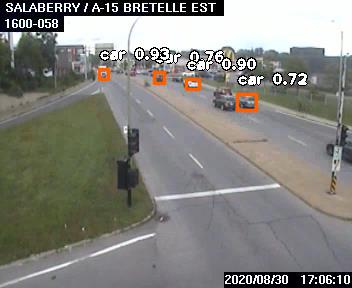 SALABERRY / A-15 BRETELLE EST
1600-058
car 0.93
car 0.76
car 0.90
car 0.72
2020/08/30 17:06:10